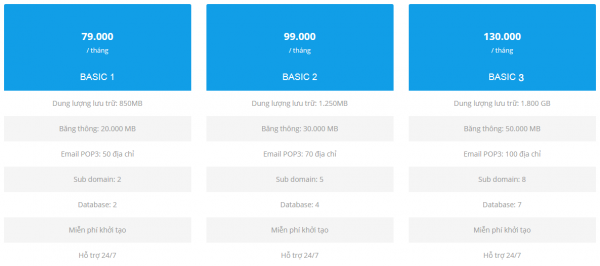 79.000
/ tháng
BASIC 1
Dung lượng lưu trữ: 850MB
Băng thông: 20.000 MB
Email POP3: 50 địa chỉ
Sub domain: 2
Database: 2
Miễn phí khởi tạo
Hỗ trợ 24/7
99.000
/ tháng
BASIC 2
Dung lượng lưu trữ: 1.250MB
Băng thông: 30.000 MB
Email POP3: 70 địa chỉ
Sub domain: 5
Database: 4
Miễn phí khởi tạo
Hỗ trợ 24/7
130.000
/ tháng
BASIC 3
Dung lượng lưu trữ: 1.800 GB
Băng thông: 50.000 MB
Email POP3: 100 địa chỉ
Sub domain: 8
Database: 7
Miễn phí khởi tạo
Hỗ trợ 24/7